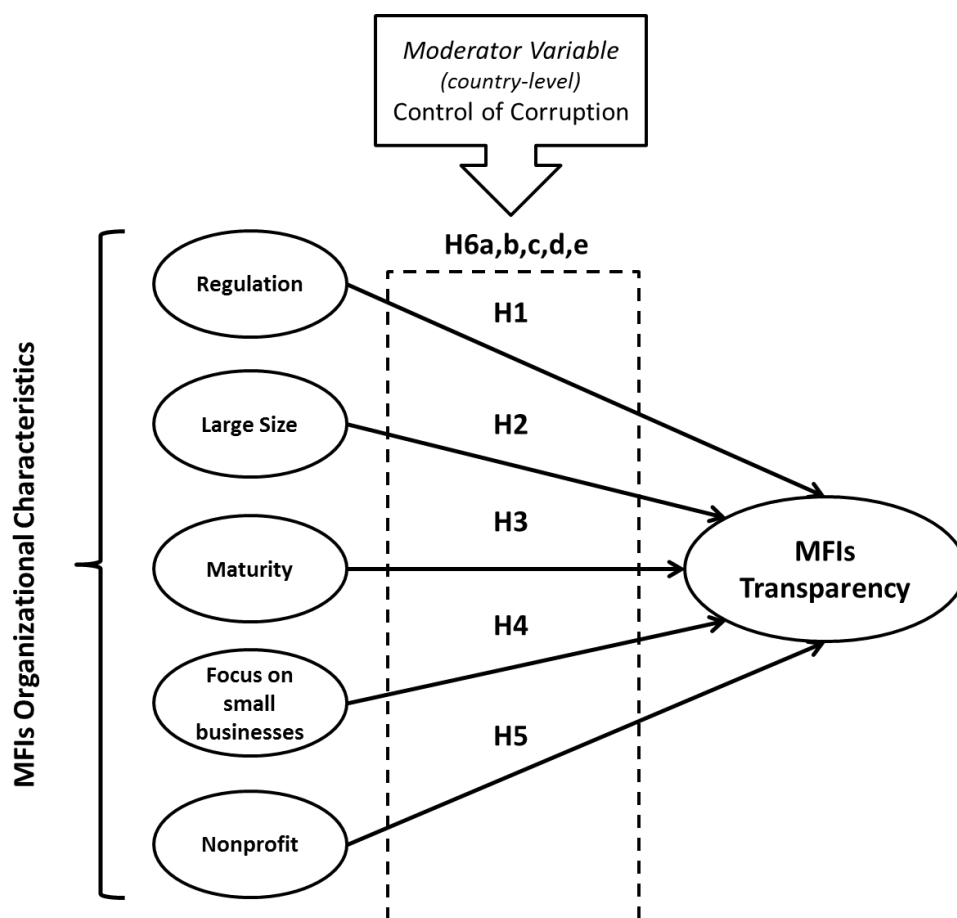 Moderator Variable
(country-level)
Control of Corruption
H6a,b,c,d,e
MFIs Organizational Characteristics
Regulation
H1
Large Size
H2
Maturity
H3
MFIs
Transparency
Focus on
small
businesses
H4
Nonprofit
H5